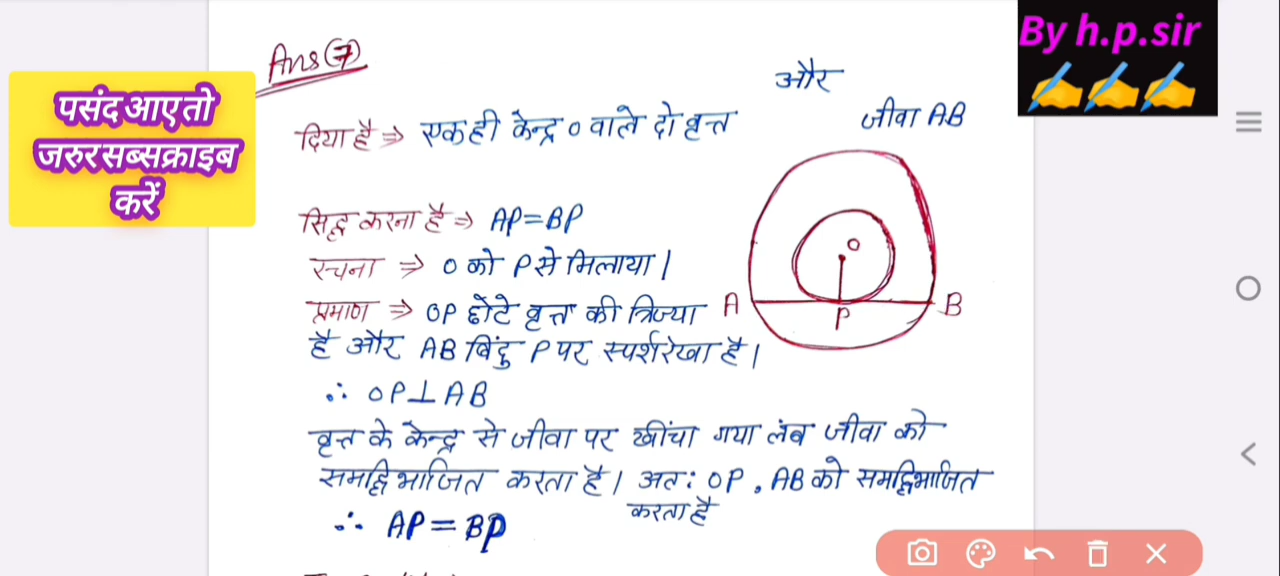 By h.p.sir
पसंद आए तो
जरुर सब्सक्राइब
करें
Ans (7)
दिया है ⇒ एक ही केन्द्र O वाले दो वृत्त
और
जीवा AB
सिद्ध करना है ⇒ AP=BP
रचना ⇒ O को P से मिलाया।
प्रमाण ⇒ OP छोटे वृत्त की त्रिज्या
है और AB बिंदु P पर स्पर्शरेखा है।
∴ OP⊥AB
वृत्त के केन्द्र से जीवा पर खींचा गया लंब जीवा को
समद्विभाजित करता है। अत: OP, AB को समद्विभाजित
करता है
∴ AP=BP
O
A
P
B